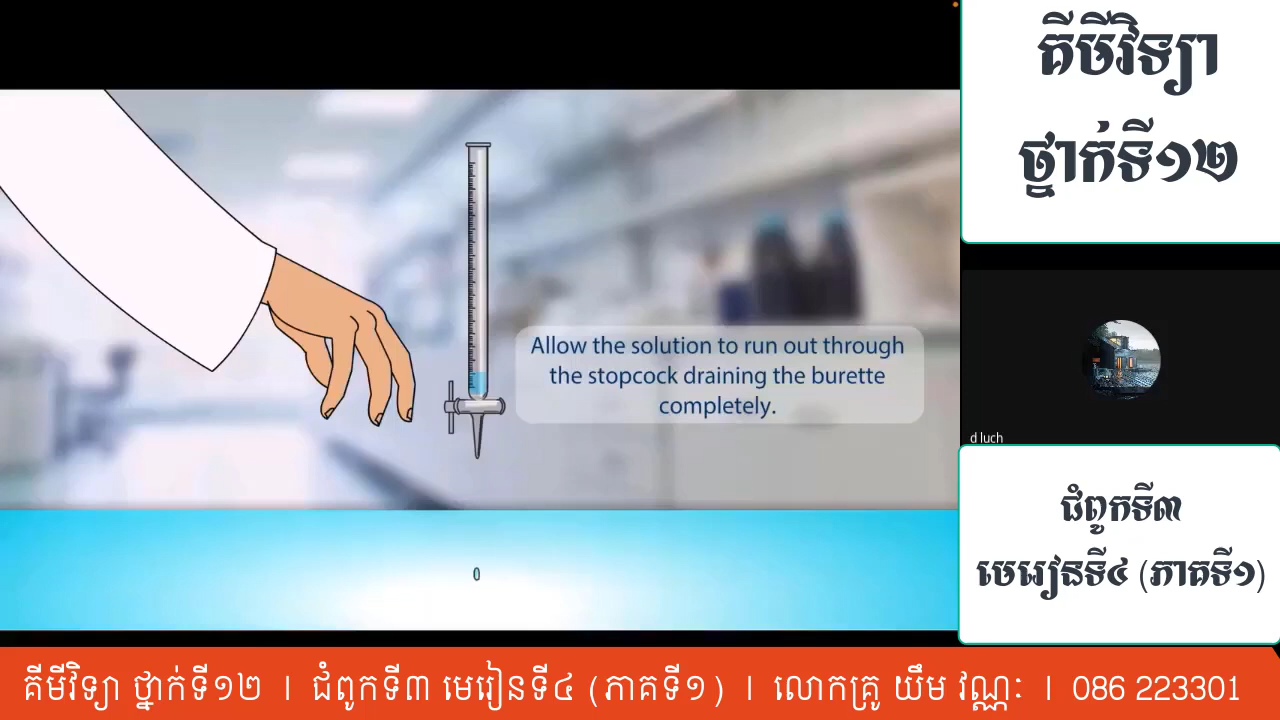 គីមីវិទ្យា
ថ្នាក់ទី១២
Allow the solution to run out through
the stopcock draining the burette
completely.
d luch
ជំពូកទី៣
មេរៀនទី៤ (ភាគទី១)
គីមីវិទ្យា ថ្នាក់ទី១២ | ជំពូកទី៣ មេរៀនទី៤ (ភាគទី១) | លោកគ្រូ យឹម វណ្ណៈ | 086 223301